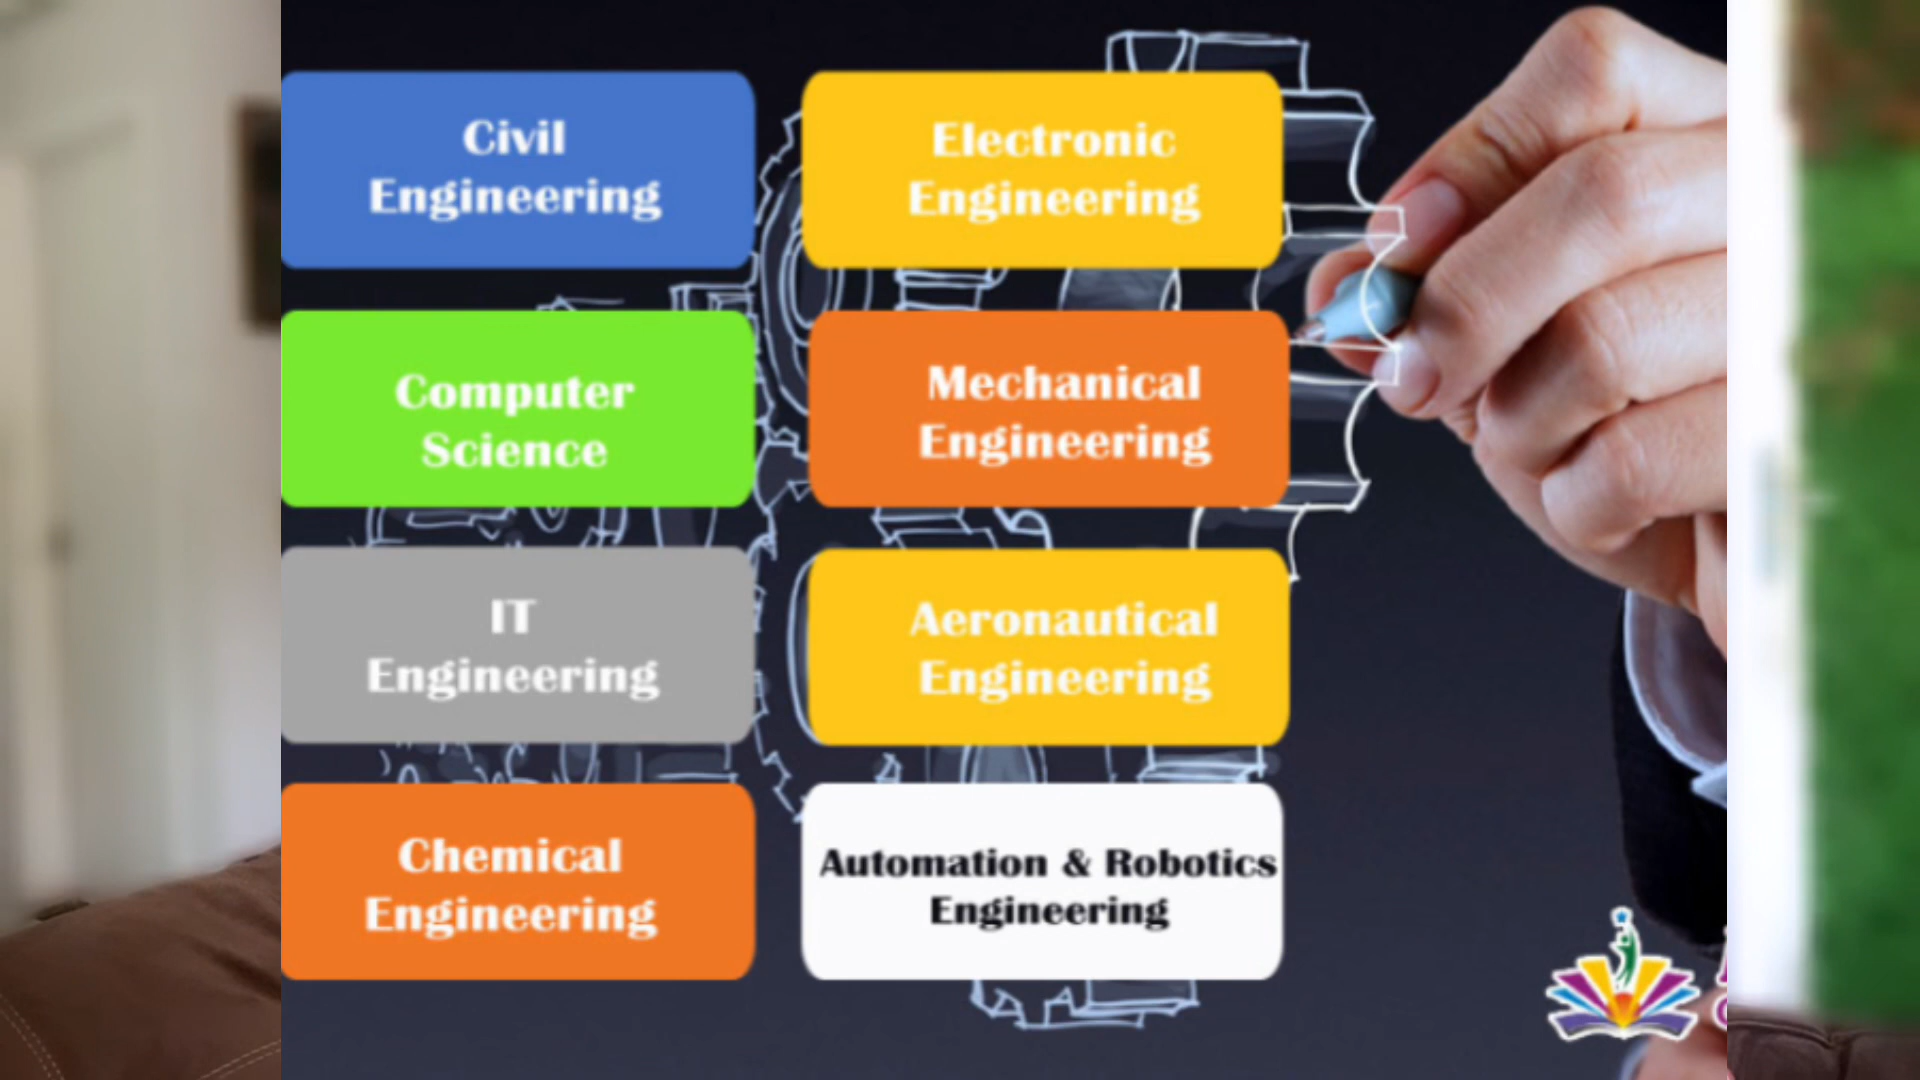 Civil
Engineering
Electronic
Engineering
Computer
Science
Mechanical
Engineering
IT
Engineering
Aeronautical
Engineering
Chemical
Engineering
Automation & Robotics
Engineering